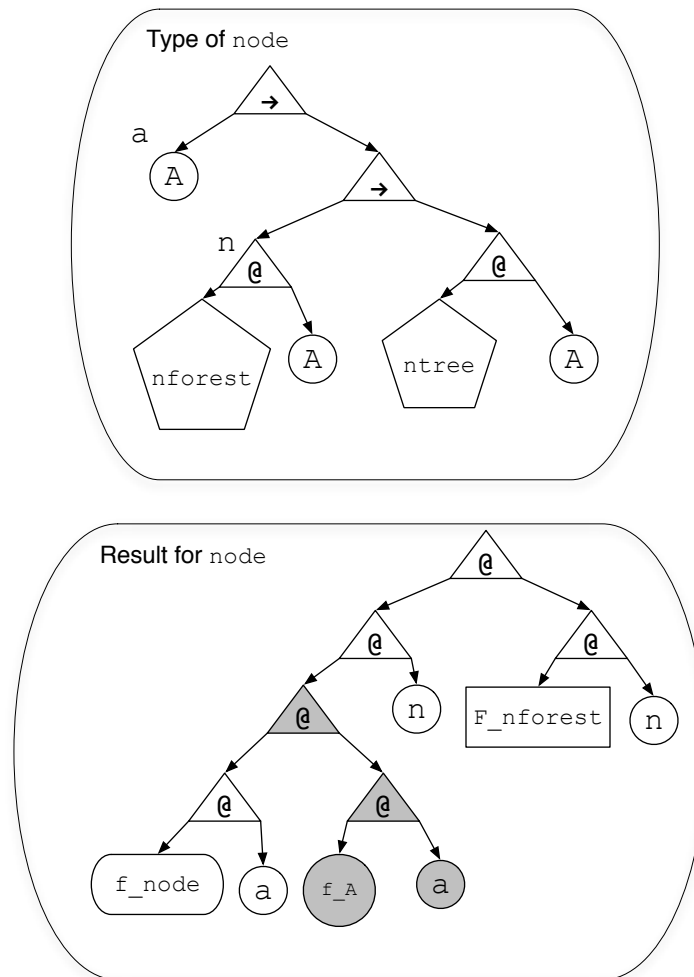 Type of node
→
a
A
→
n
@
@
nforest
A
ntree
A
Result for node
@
@
@
@
n
F_nforest
n
@
@
f_node
a
f_A
a